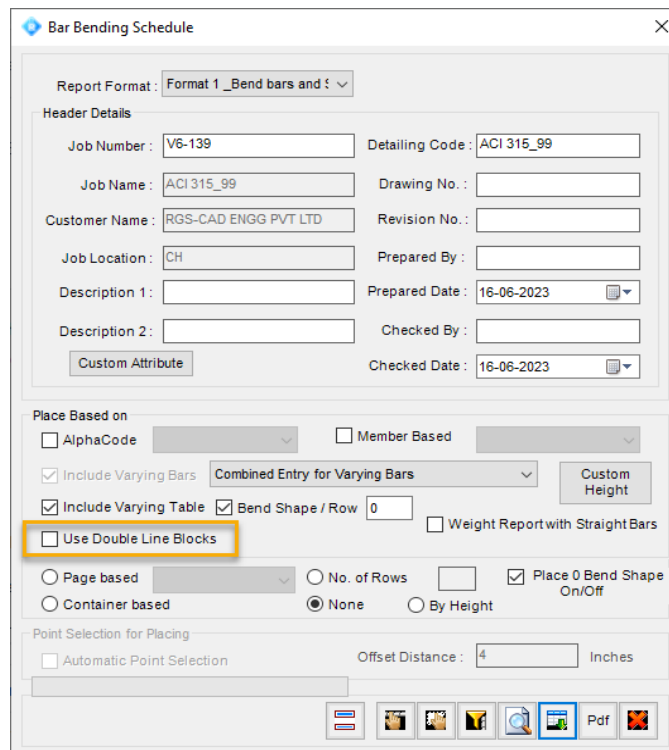 Bar Bending Schedule
Report Format : Format 1 _Bend bars and S
Header Details
Job Number : V6-139 Detailing Code : ACI 315_99
Job Name : ACI 315_99 Drawing No. :
Customer Name : RGS-CAD ENGG PVT LTD Revision No. :
Job Location : CH Prepared By :
Description 1 : Prepared Date : 16-06-2023
Description 2 : Checked By :
Custom Attribute Checked Date : 16-06-2023
Place Based on
AlphaCode Member Based
Include Varying Bars Combined Entry for Varying Bars Custom Height
Include Varying Table Bend Shape / Row 0
Weight Report with Straight Bars
Use Double Line Blocks
Page based No. of Rows Place 0 Bend Shape On/Off
Container based None By Height
Point Selection for Placing
Automatic Point Selection Offset Distance : 4 Inches
Pdf